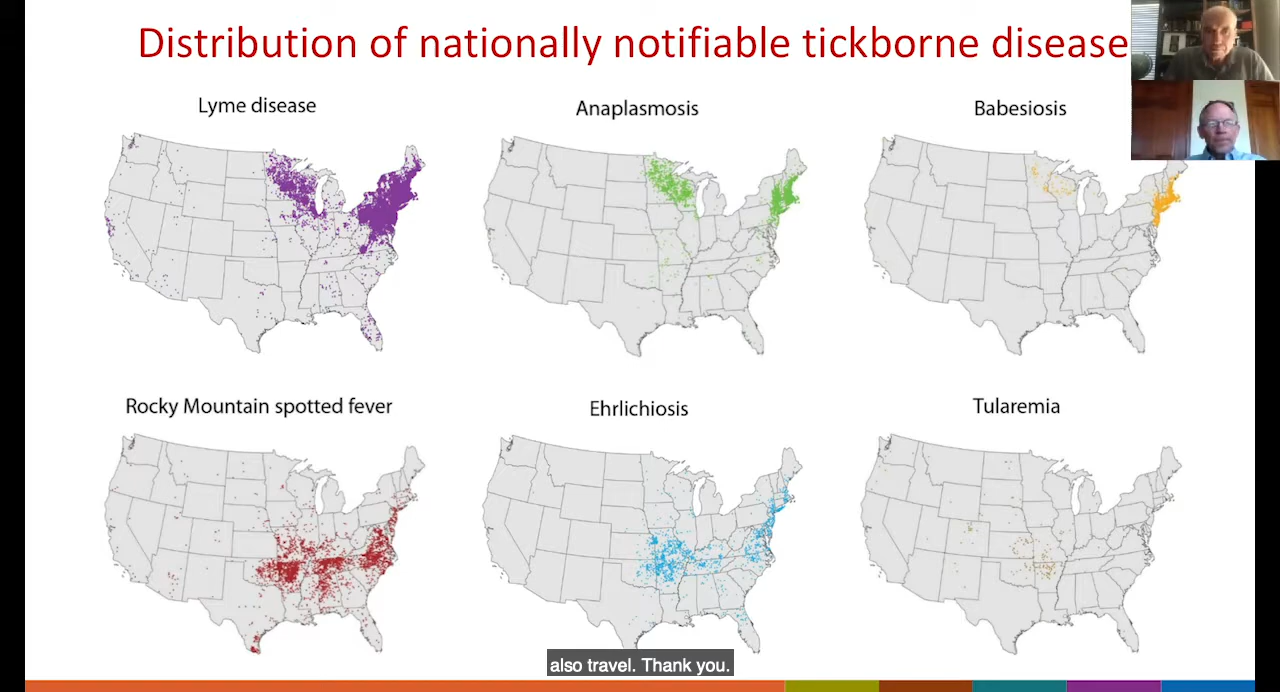 Distribution of nationally notifiable tickborne disease
Lyme disease
Anaplasmosis
Babesiosis
Rocky Mountain spotted fever
Ehrlichiosis
Tularemia
also travel. Thank you.